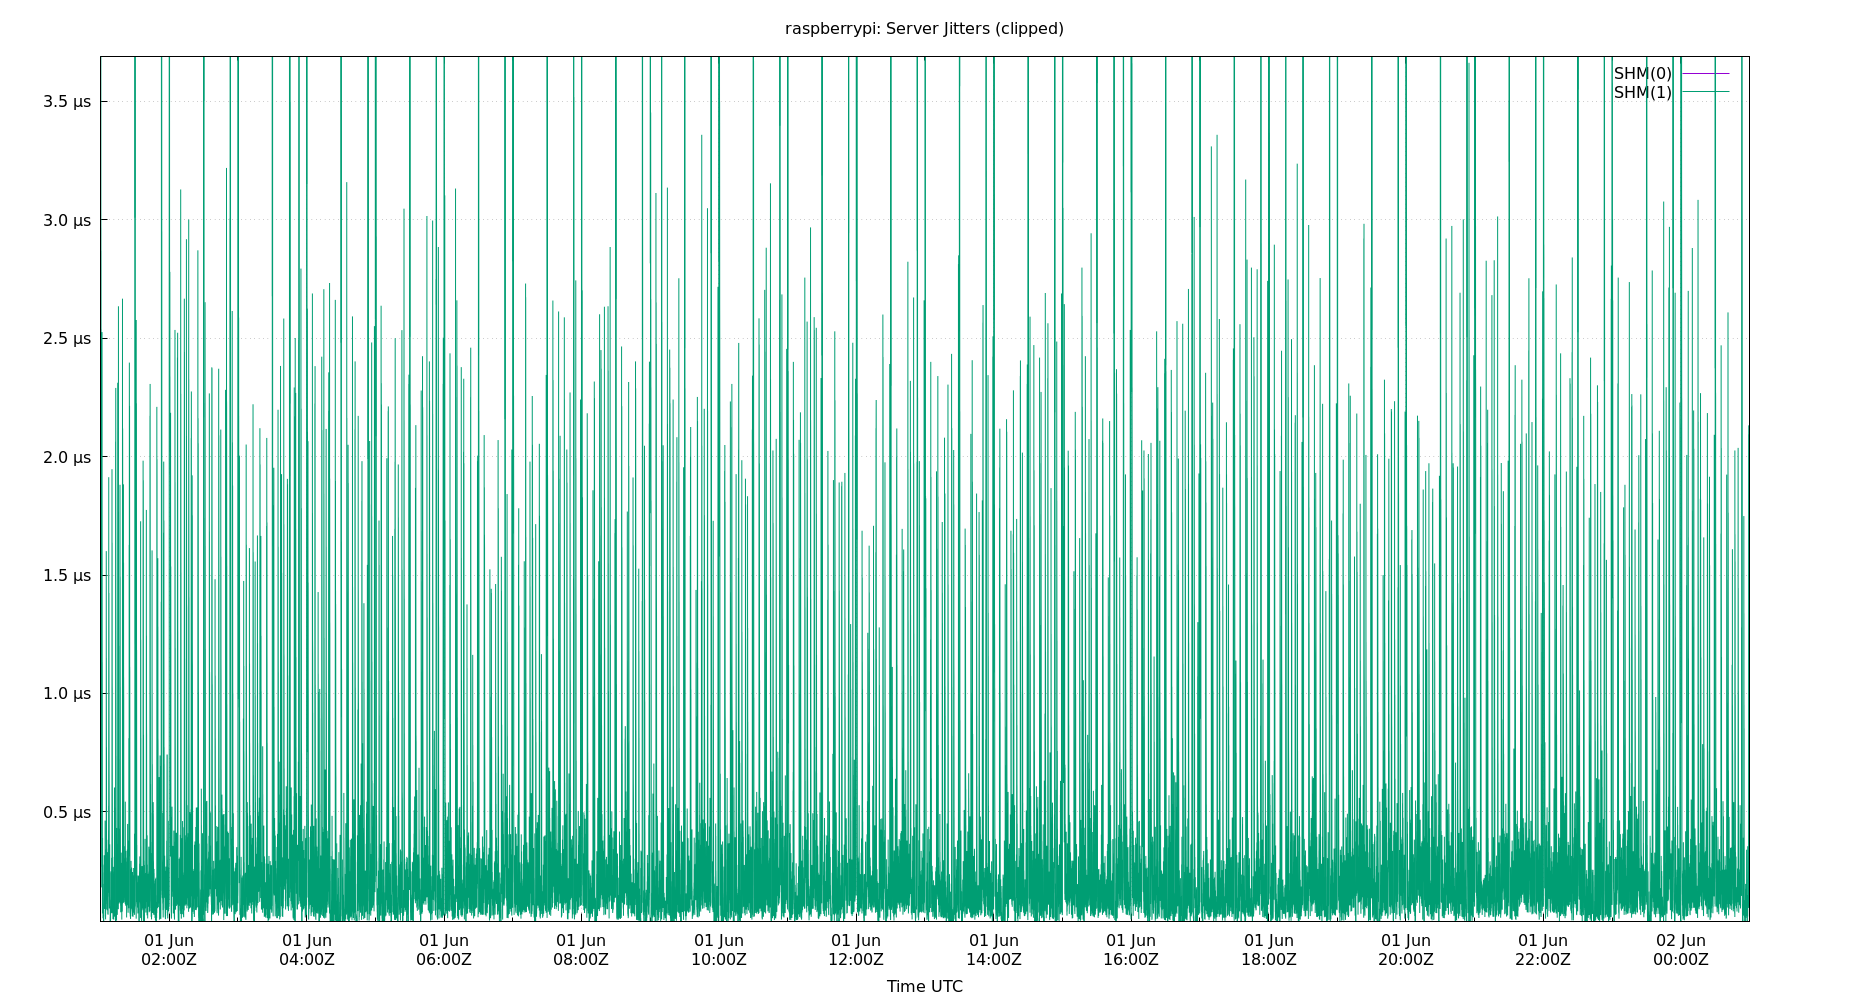 raspberrypi: Server Jitters (clipped)
SHM(0)
SHM(1)
3.5 µs
3.0 µs
2.5 µs
2.0 µs
1.5 µs
1.0 µs
0.5 µs
01 Jun 01 Jun 01 Jun 01 Jun 01 Jun 01 Jun 01 Jun 01 Jun 01 Jun 01 Jun 01 Jun 02 Jun
02:00Z 04:00Z 06:00Z 08:00Z 10:00Z 12:00Z 14:00Z 16:00Z 18:00Z 20:00Z 22:00Z 00:00Z
Time UTC